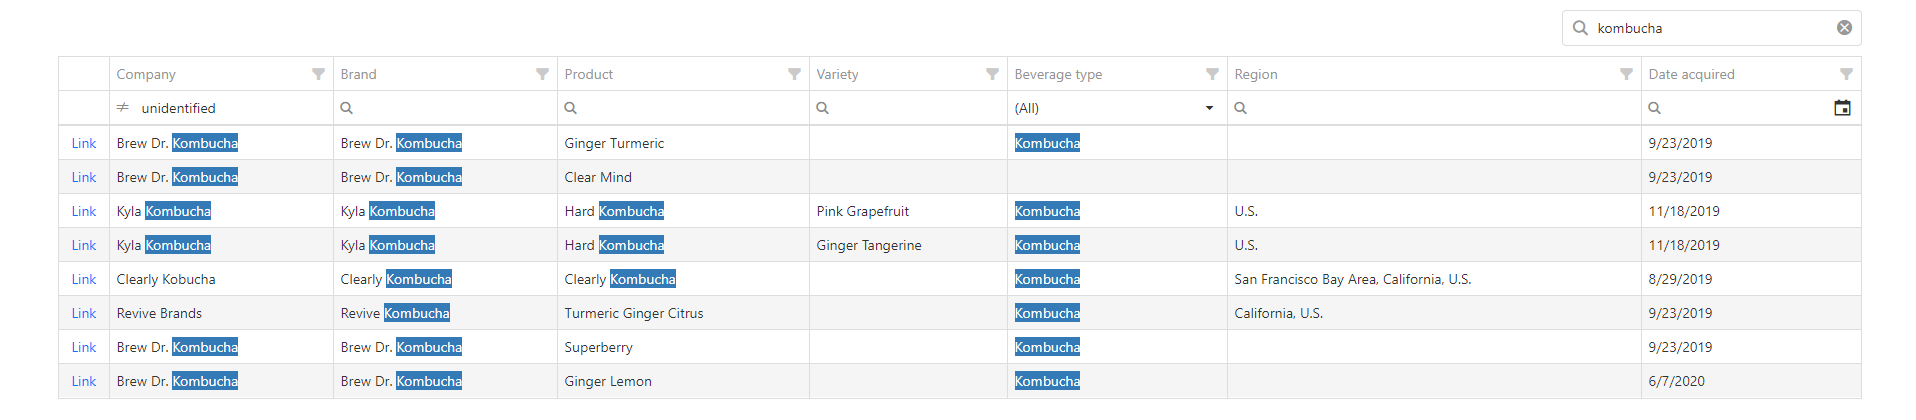 kombucha
Company Brand Product Variety Beverage type Region Date acquired
≠ unidentified (All)
Link Brew Dr. Kombucha Brew Dr. Kombucha Ginger Turmeric Kombucha 9/23/2019
Link Brew Dr. Kombucha Brew Dr. Kombucha Clear Mind 9/23/2019
Link Kyla Kombucha Kyla Kombucha Hard Kombucha Pink Grapefruit Kombucha U.S. 11/18/2019
Link Kyla Kombucha Kyla Kombucha Hard Kombucha Ginger Tangerine Kombucha U.S. 11/18/2019
Link Clearly Kobucha Clearly Kombucha Clearly Kombucha Kombucha San Francisco Bay Area, California, U.S. 8/29/2019
Link Revive Brands Revive Kombucha Turmeric Ginger Citrus Kombucha California, U.S. 9/23/2019
Link Brew Dr. Kombucha Brew Dr. Kombucha Superberry Kombucha 9/23/2019
Link Brew Dr. Kombucha Brew Dr. Kombucha Ginger Lemon Kombucha 6/7/2020